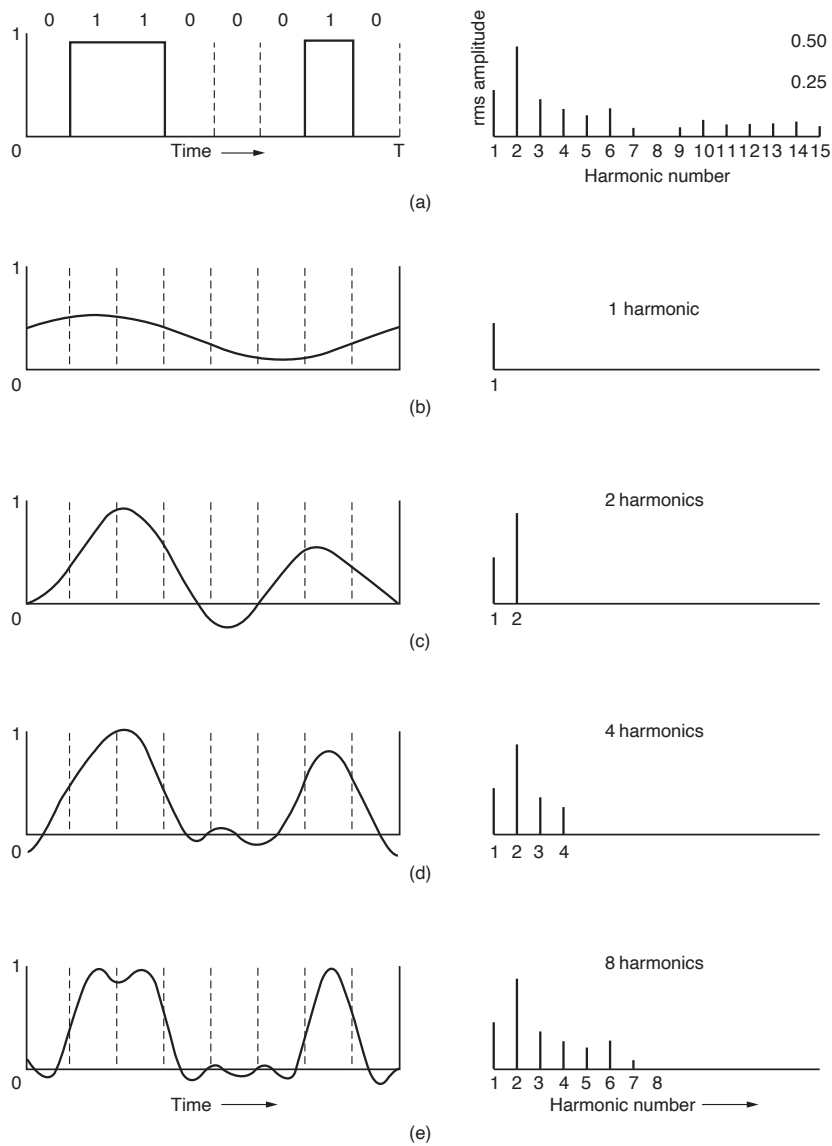 0 1 1 0 0 0 1 0
1
0
Time
T
rms amplitude
0.50
0.25
1 2 3 4 5 6 7 8 9 10 11 12 13 14 15
Harmonic number
(a)
1
0
1 harmonic
1
(b)
1
0
2 harmonics
1 2
(c)
1
0
4 harmonics
1 2 3 4
(d)
1
0
Time
8 harmonics
1 2 3 4 5 6 7 8
Harmonic number
(e)